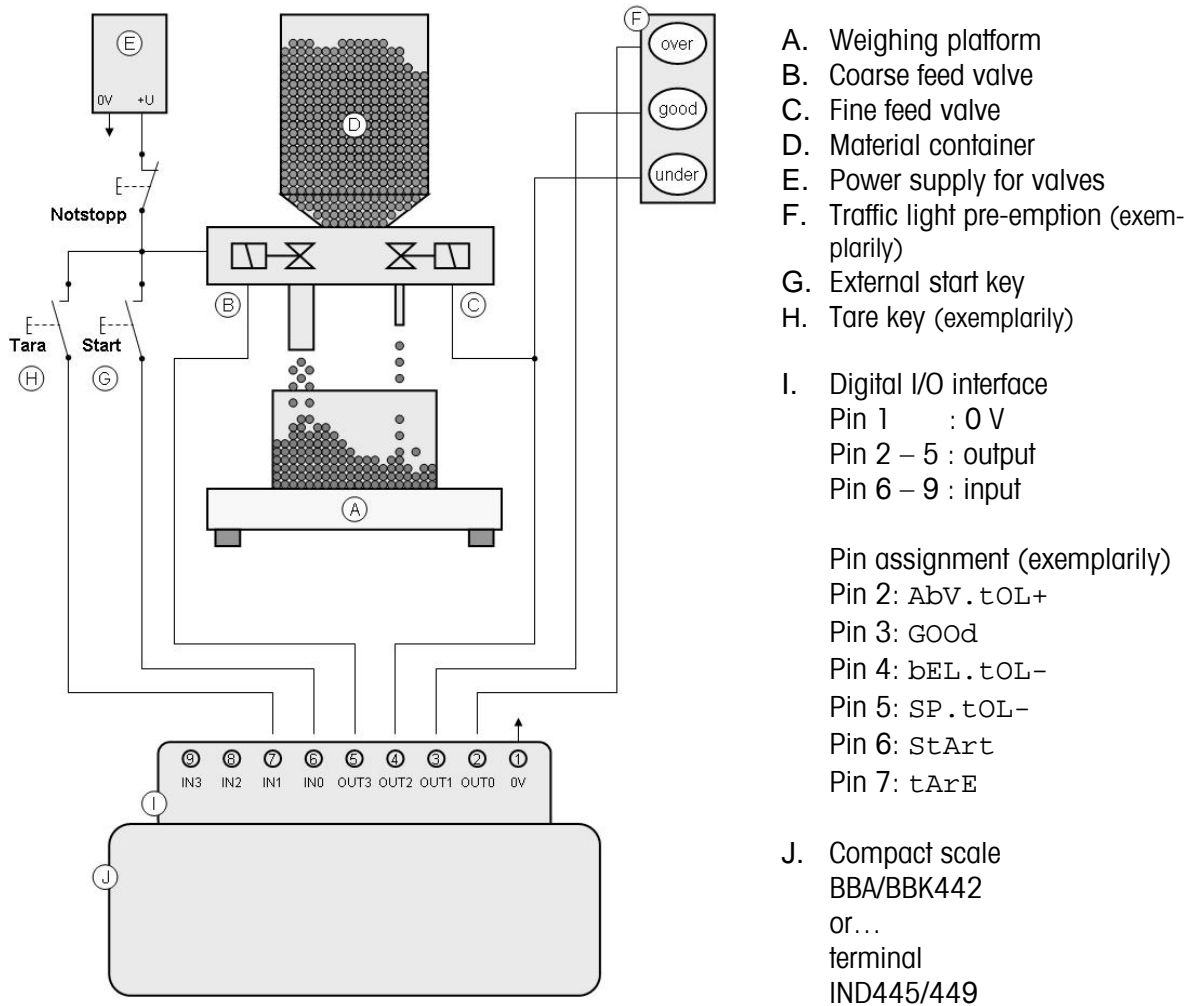 E
0V +U
Notstopp
Tara
Start
H
G
D
B
C
A
F
over
good
under
9 8 7 6 5 4 3 2 1
IN3 IN2 IN1 IN0 OUT3 OUT2 OUT1 OUT0 0V
I
J
A. Weighing platform
B. Coarse feed valve
C. Fine feed valve
D. Material container
E. Power supply for valves
F. Traffic light pre-emption (exem-
plarily)
G. External start key
H. Tare key (exemplarily)
I. Digital I/O interface
Pin 1 : 0 V
Pin 2 – 5 : output
Pin 6 – 9 : input
Pin assignment (exemplarily)
Pin 2: AbV.tOL+
Pin 3: GOOd
Pin 4: bEL.tOL-
Pin 5: SP.tOL-
Pin 6: StArt
Pin 7: tArE
J. Compact scale
BBA/BBK442
or…
terminal
IND445/449